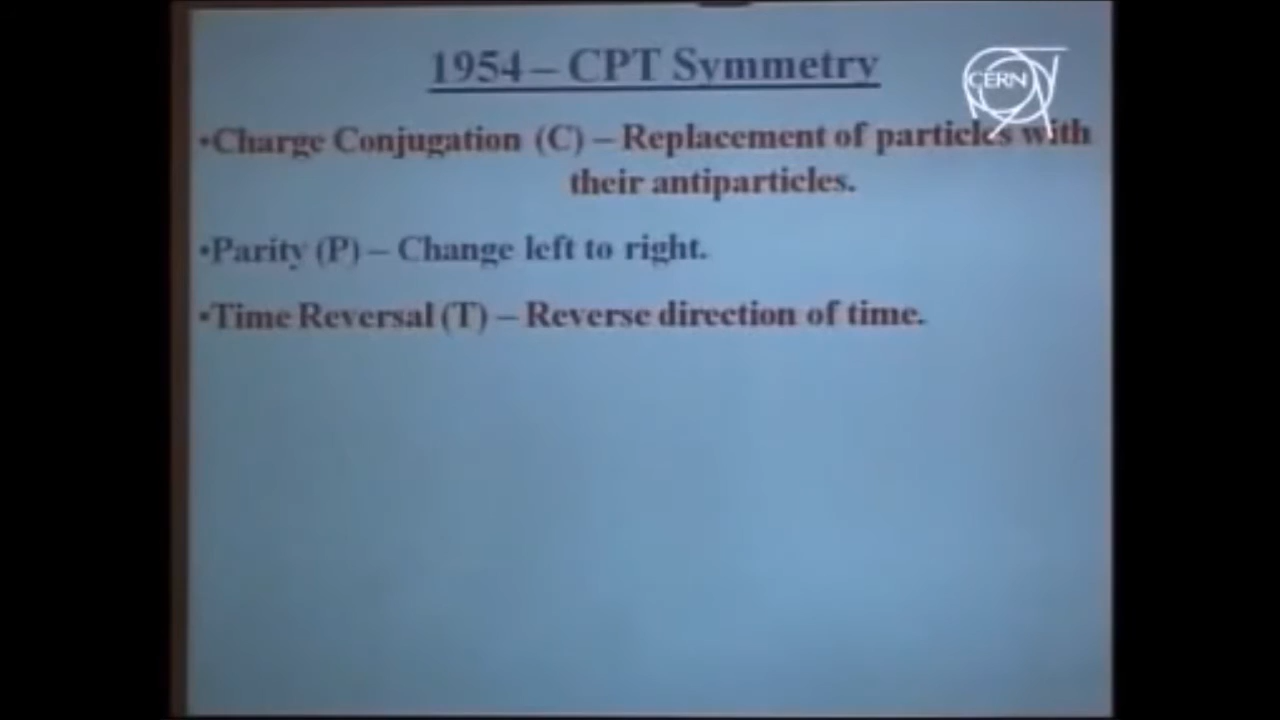 1954 – CPT Symmetry
CERN
•Charge Conjugation (C) – Replacement of particles with
their antiparticles.
•Parity (P) – Change left to right.
•Time Reversal (T) – Reverse direction of time.